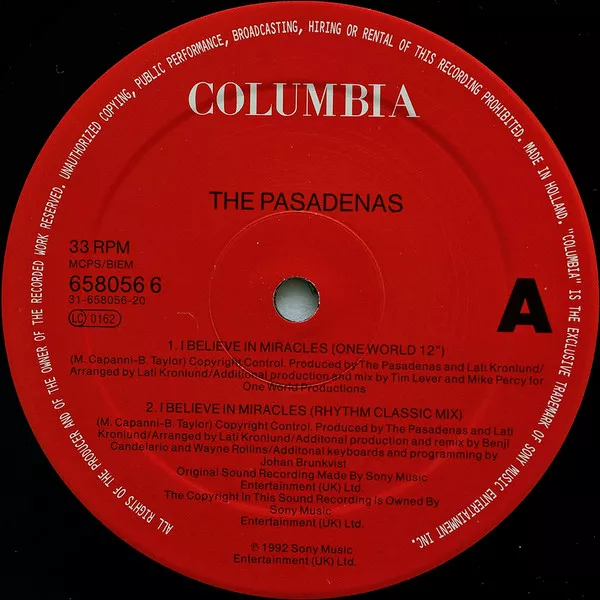 ALL RIGHTS OF THE PRODUCER AND OF THE OWNER OF THE RECORDED WORK RESERVED. UNAUTHORIZED COPYING, PUBLIC PERFORMANCE, BROADCASTING, HIRING OR RENTAL OF THIS RECORDING PROHIBITED. MADE IN HOLLAND. "COLUMBIA" IS THE EXCLUSIVE TRADEMARK OF SONY MUSIC ENTERTAINMENT INC.
COLUMBIA
THE PASADENAS
33 RPM
MCPS/BIEM
658056 6
31-658056-20
LC 0162
A
1. I BELIEVE IN MIRACLES (ONE WORLD 12")
(M. Capanni-B. Taylor) Copyright Control. Produced by The Pasadenas and Lati Kronlund/
Arranged by Lati Kronlund/Additional production and mix by Tim Lever and Mike Percy for
One World Productions
2. I BELIEVE IN MIRACLES (RHYTHM CLASSIC MIX)
(M. Capanni-B. Taylor) Copyright Control. Produced by The Pasadenas and Lati
Kronlund/Arranged by Lati Kronlund/Additonal production and remix by Benji
Candelario and Wayne Rollins/Additonal keyboards and programming by
Johan Brunkvist
Original Sound Recording Made By Sony Music
Entertainment (UK) Ltd.
The Copyright In This Sound Recording is Owned By
Sony Music
Entertainment (UK) Ltd.
℗ 1992 Sony Music
Entertainment (UK) Ltd.